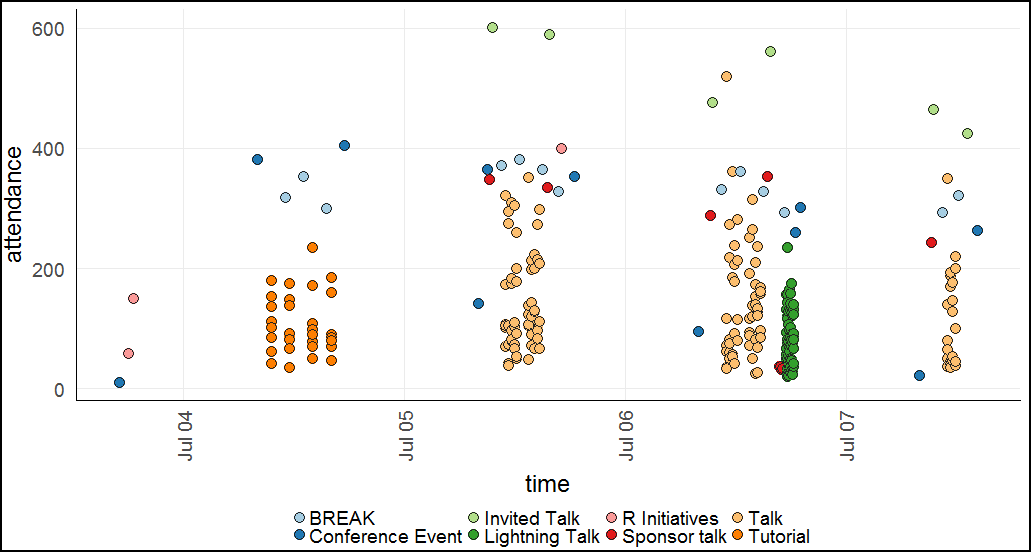 600
400
200
0
attendance
Jul 04
Jul 05
Jul 06
Jul 07
time
BREAK Invited Talk R Initiatives Talk
Conference Event Lightning Talk Sponsor talk Tutorial